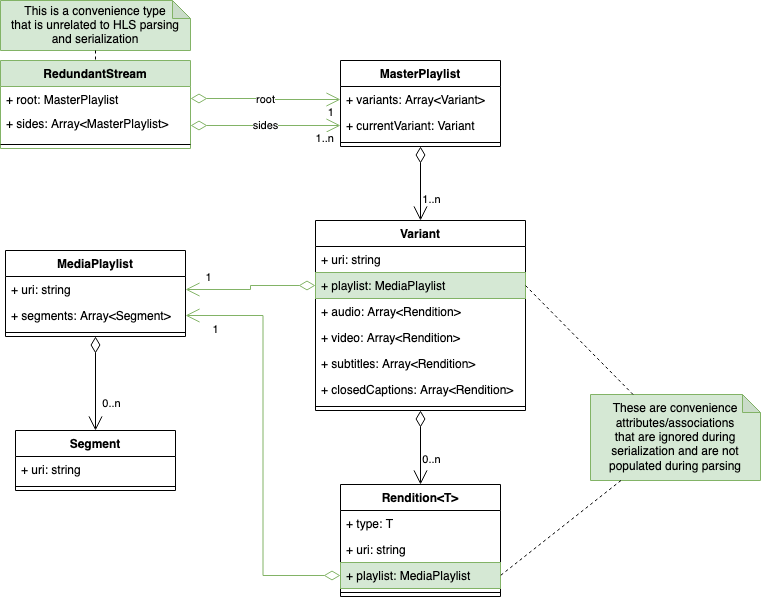 This is a convenience type
that is unrelated to HLS parsing
and serialization
RedundantStream
+ root: MasterPlaylist
+ sides: Array<MasterPlaylist>
root
1
sides
1..n
MasterPlaylist
+ variants: Array<Variant>
+ currentVariant: Variant
1..n
Variant
+ uri: string
+ playlist: MediaPlaylist
+ audio: Array<Rendition>
+ video: Array<Rendition>
+ subtitles: Array<Rendition>
+ closedCaptions: Array<Rendition>
1
1
MediaPlaylist
+ uri: string
+ segments: Array<Segment>
0..n
Segment
+ uri: string
0..n
Rendition<T>
+ type: T
+ uri: string
+ playlist: MediaPlaylist
These are convenience
attributes/associations
that are ignored during
serialization and are not
populated during parsing